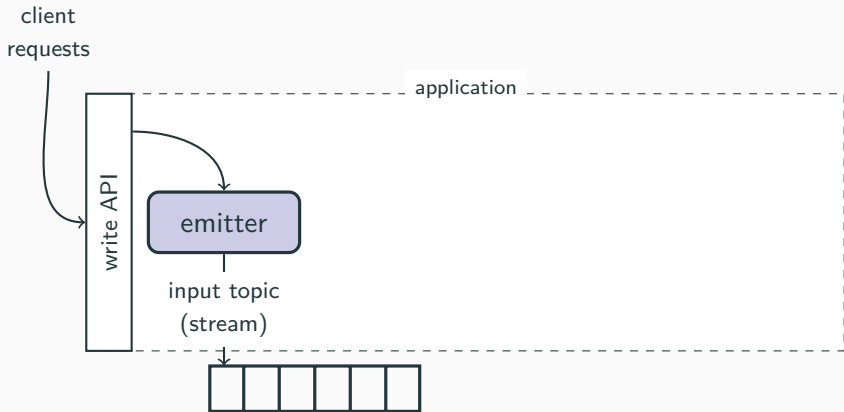 client
requests
application
write API
emitter
input topic
(stream)